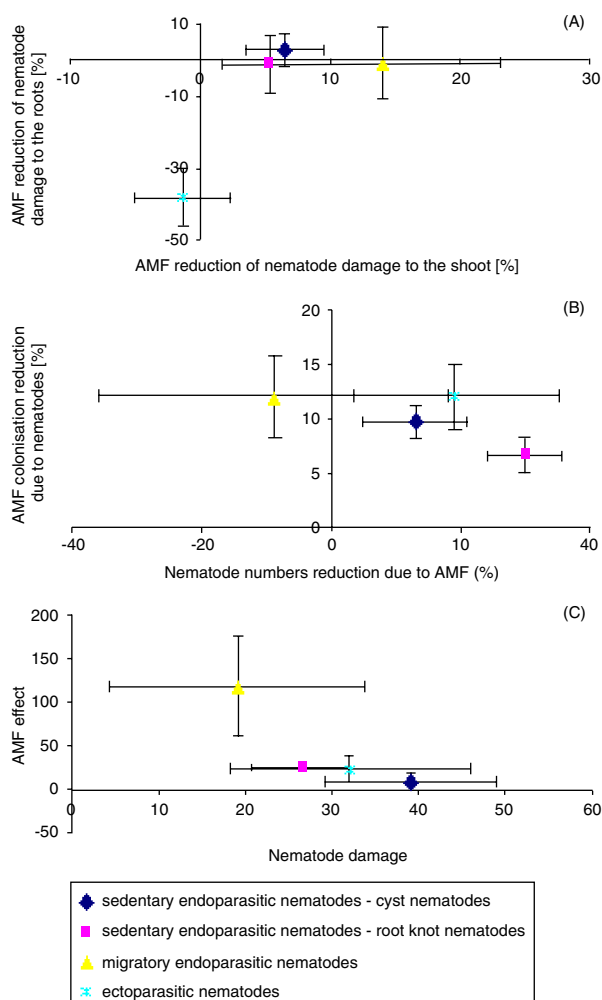 (A)
AMF reduction of nematode
damage to the roots [%]
10
0
-10
-30
-50
-10
0
10
20
30
AMF reduction of nematode damage to the shoot [%]
(B)
AMF colonisation reduction
due to nematodes [%]
20
15
10
5
0
-40
-20
0
10
40
Nematode numbers reduction due to AMF (%)
(C)
AMF effect
200
150
100
50
0
-50
0
10
20
30
40
50
60
Nematode damage
sedentary endoparasitic nematodes - cyst nematodes
sedentary endoparasitic nematodes - root knot nematodes
migratory endoparasitic nematodes
ectoparasitic nematodes